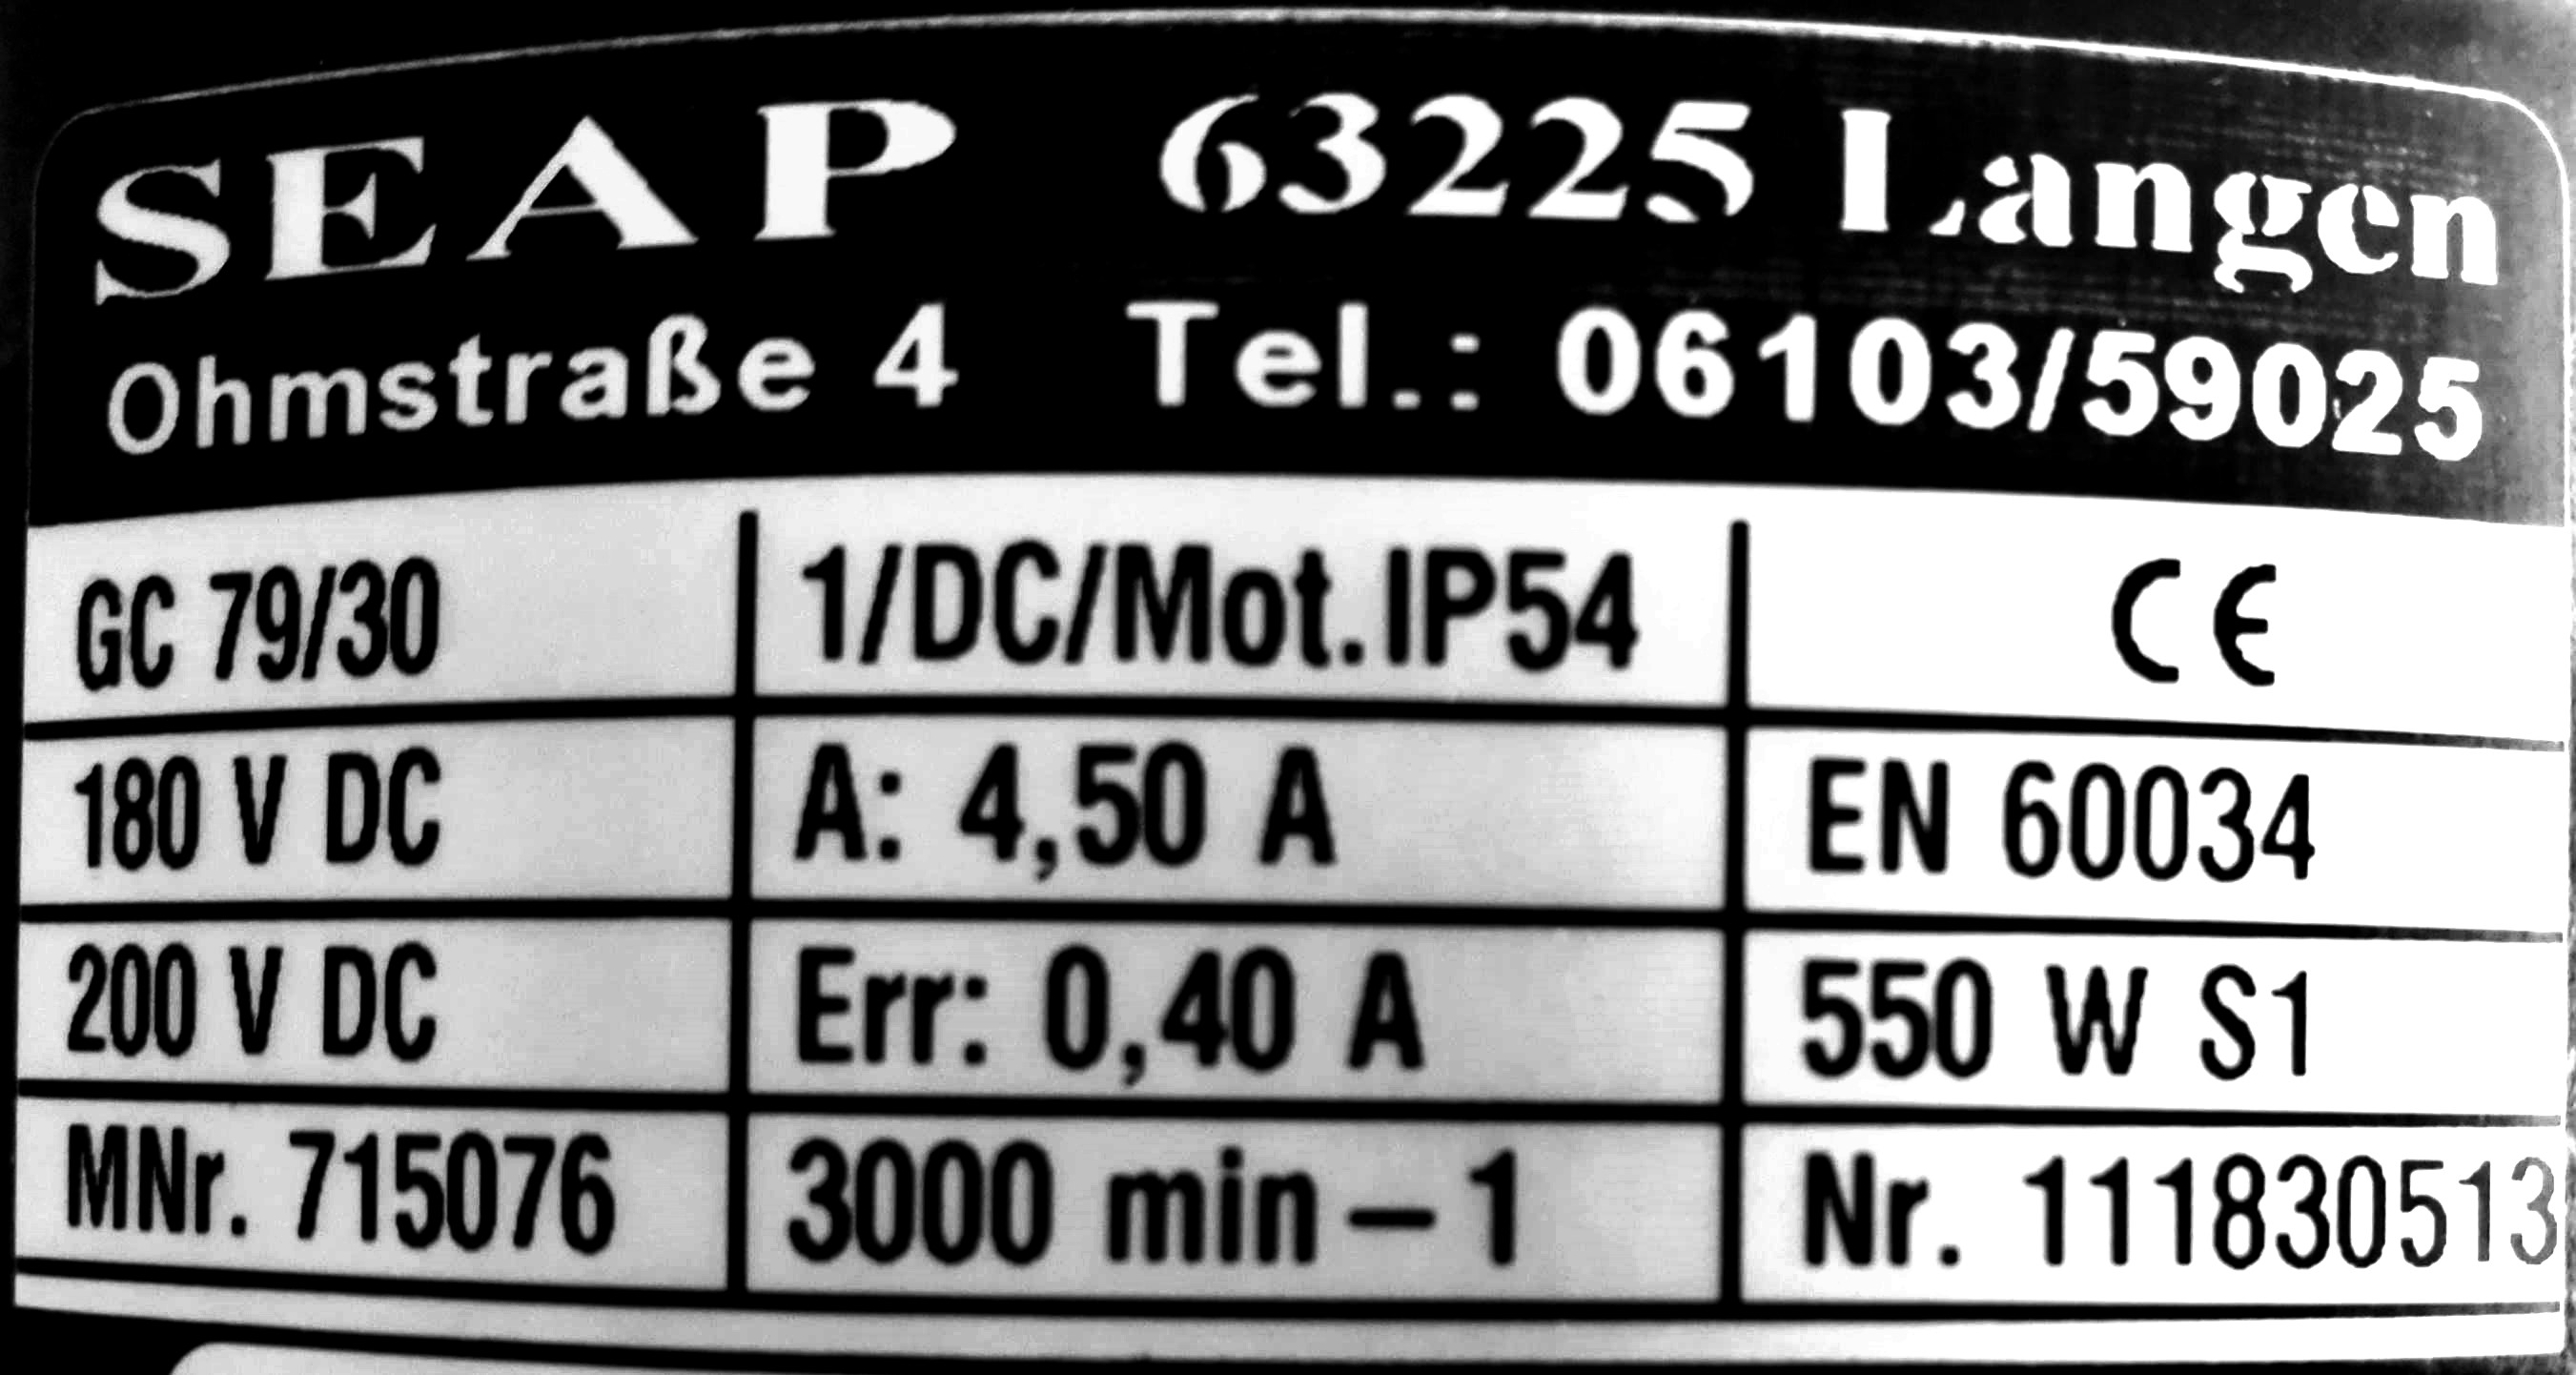 SEAP 63225 Langen
Ohmstraße 4 Tel.: 06103/59025
GC 79/30 1/DC/Mot.IP54 CE
180 V DC A: 4,50 A EN 60034
200 V DC Err: 0,40 A 550 W S1
MNr. 715076 3000 min–1 Nr. 111830513